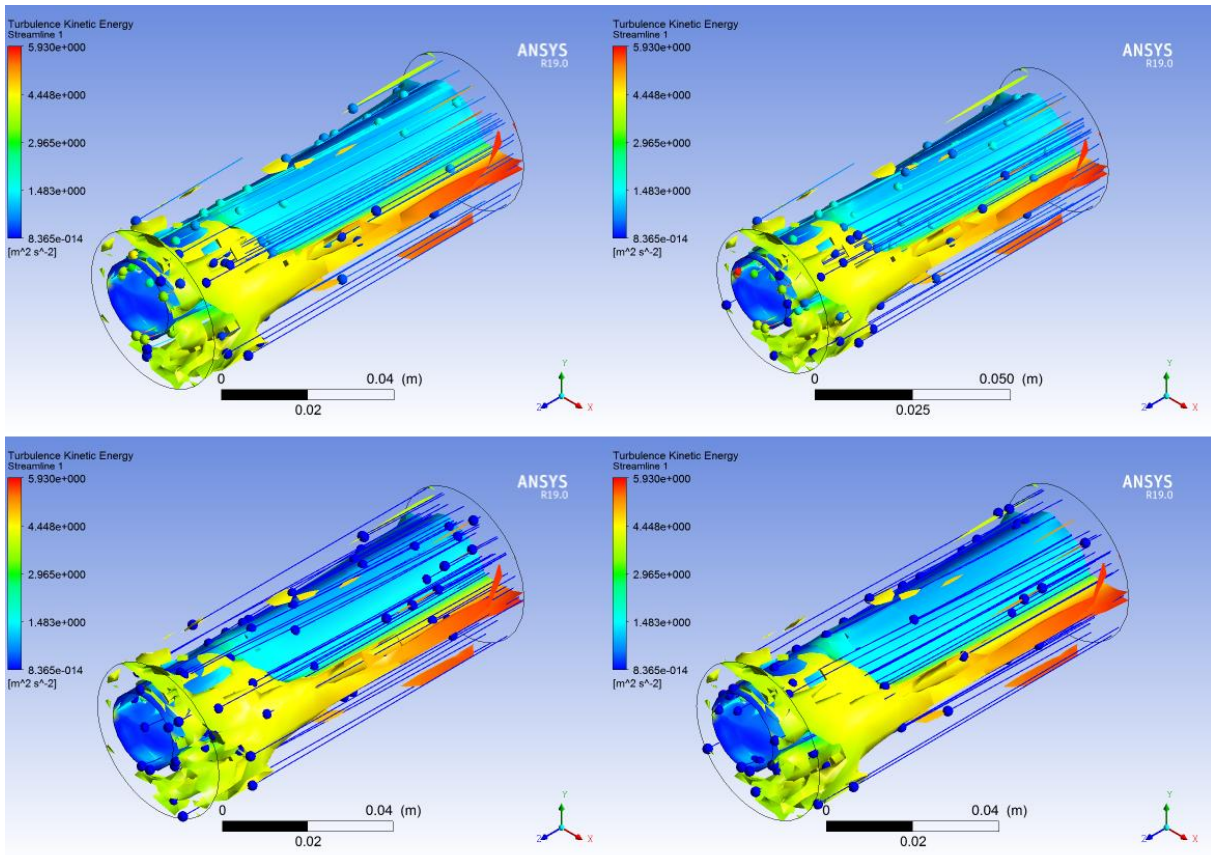 Turbulence Kinetic Energy
Streamline 1
5.930e+000
4.448e+000
2.965e+000
1.483e+000
8.365e-014
[m^2 s^-2]
ANSYS
R19.0
0 0.04 (m)
0.02
Y
Z X
Turbulence Kinetic Energy
Streamline 1
5.930e+000
4.448e+000
2.965e+000
1.483e+000
8.365e-014
[m^2 s^-2]
ANSYS
R19.0
0 0.050 (m)
0.025
Y
Z X
Turbulence Kinetic Energy
Streamline 1
5.930e+000
4.448e+000
2.965e+000
1.483e+000
8.365e-014
[m^2 s^-2]
ANSYS
R19.0
0 0.04 (m)
0.02
Y
Z X
Turbulence Kinetic Energy
Streamline 1
5.930e+000
4.448e+000
2.965e+000
1.483e+000
8.365e-014
[m^2 s^-2]
ANSYS
R19.0
0 0.04 (m)
0.02
Y
Z X